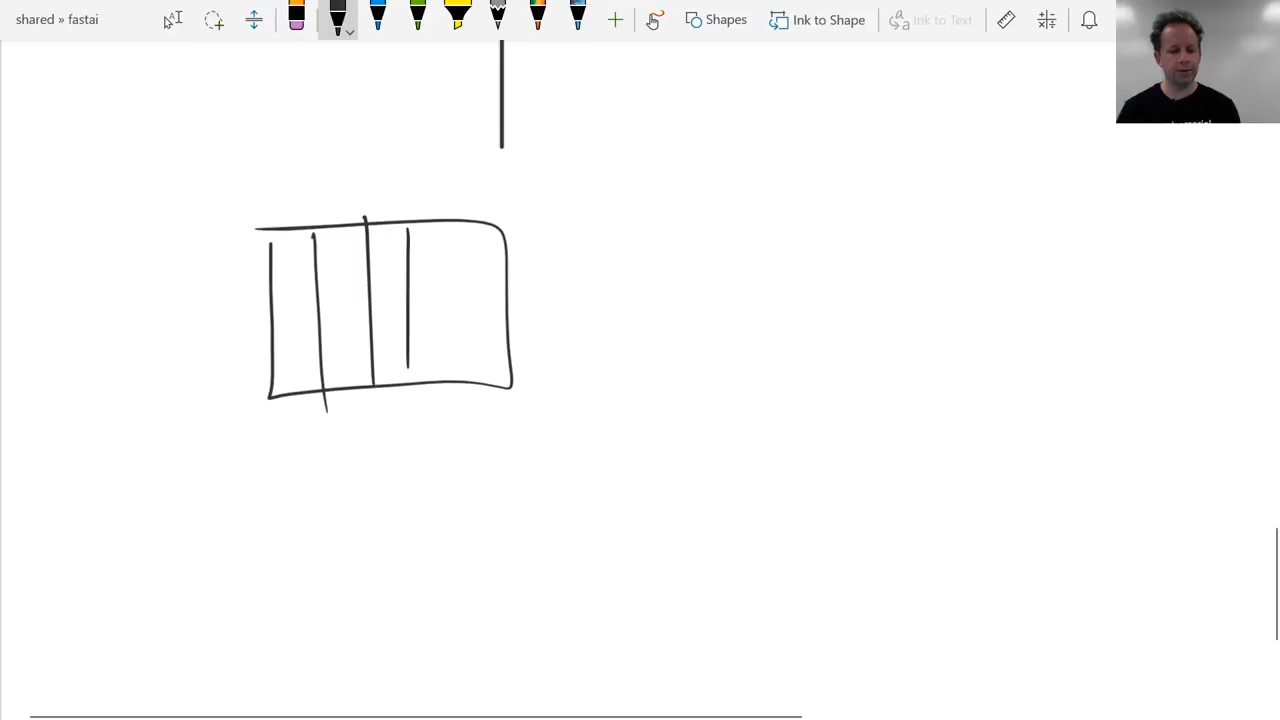 shared » fastai
Shapes
Ink to Shape
Ink to Text